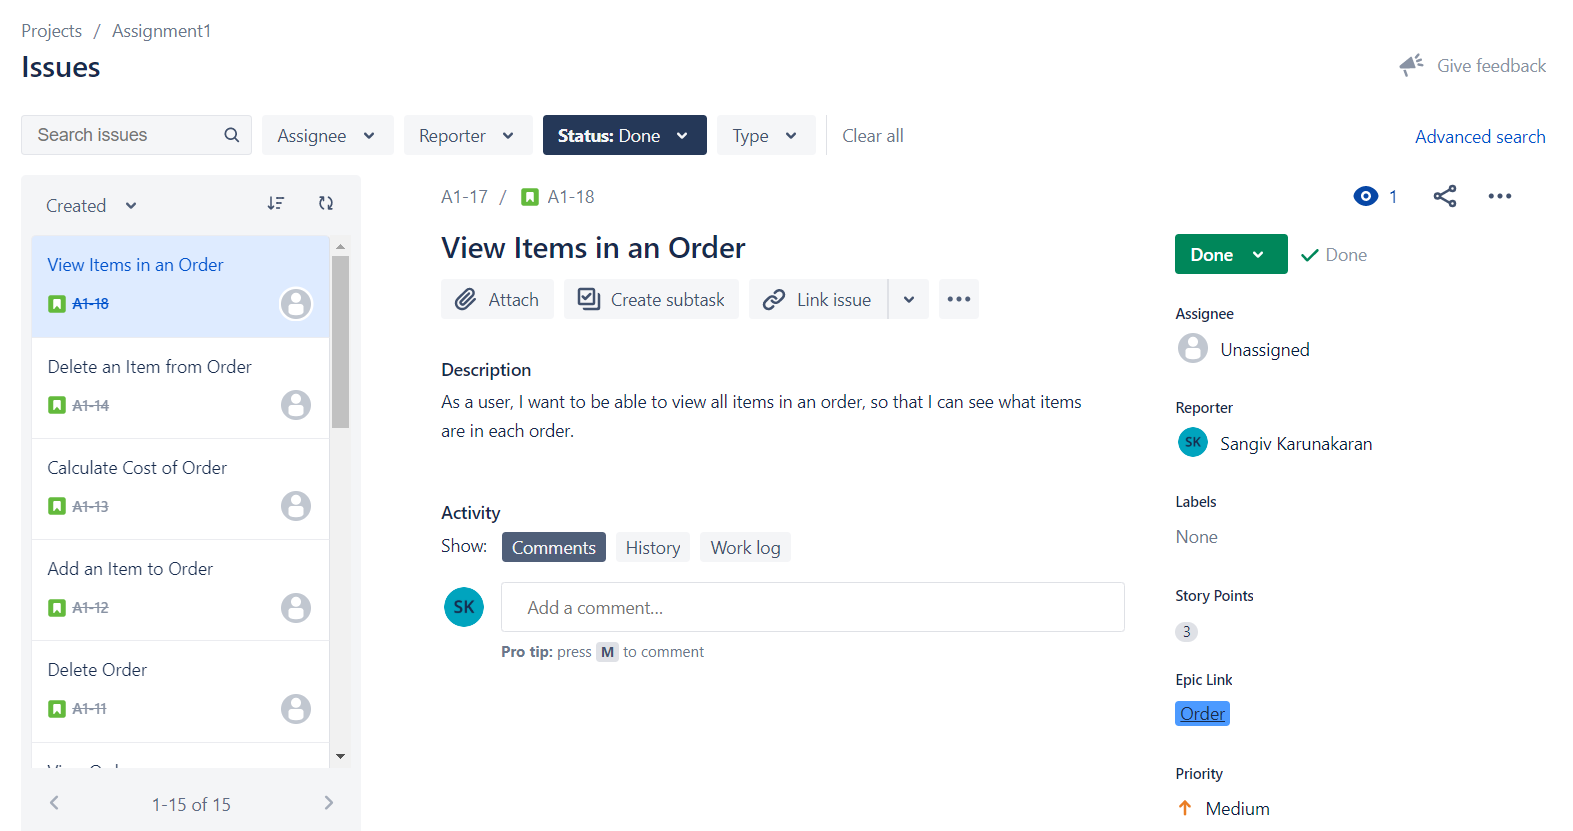 Projects / Assignment1
Issues
Give feedback
Search issues
Assignee
Reporter
Status: Done
Type
Clear all
Advanced search
Created
View Items in an Order
A1-18
Delete an Item from Order
A1-14
Calculate Cost of Order
A1-13
Add an Item to Order
A1-12
Delete Order
A1-11
1-15 of 15
A1-17 / A1-18
View Items in an Order
Attach
Create subtask
Link issue
Description
As a user, I want to be able to view all items in an order, so that I can see what items
are in each order.
Activity
Show: Comments History Work log
SK
Add a comment...
Pro tip: press M to comment
1
Done
Done
Assignee
Unassigned
Reporter
SK Sangiv Karunakaran
Labels
None
Story Points
3
Epic Link
Order
Priority
Medium